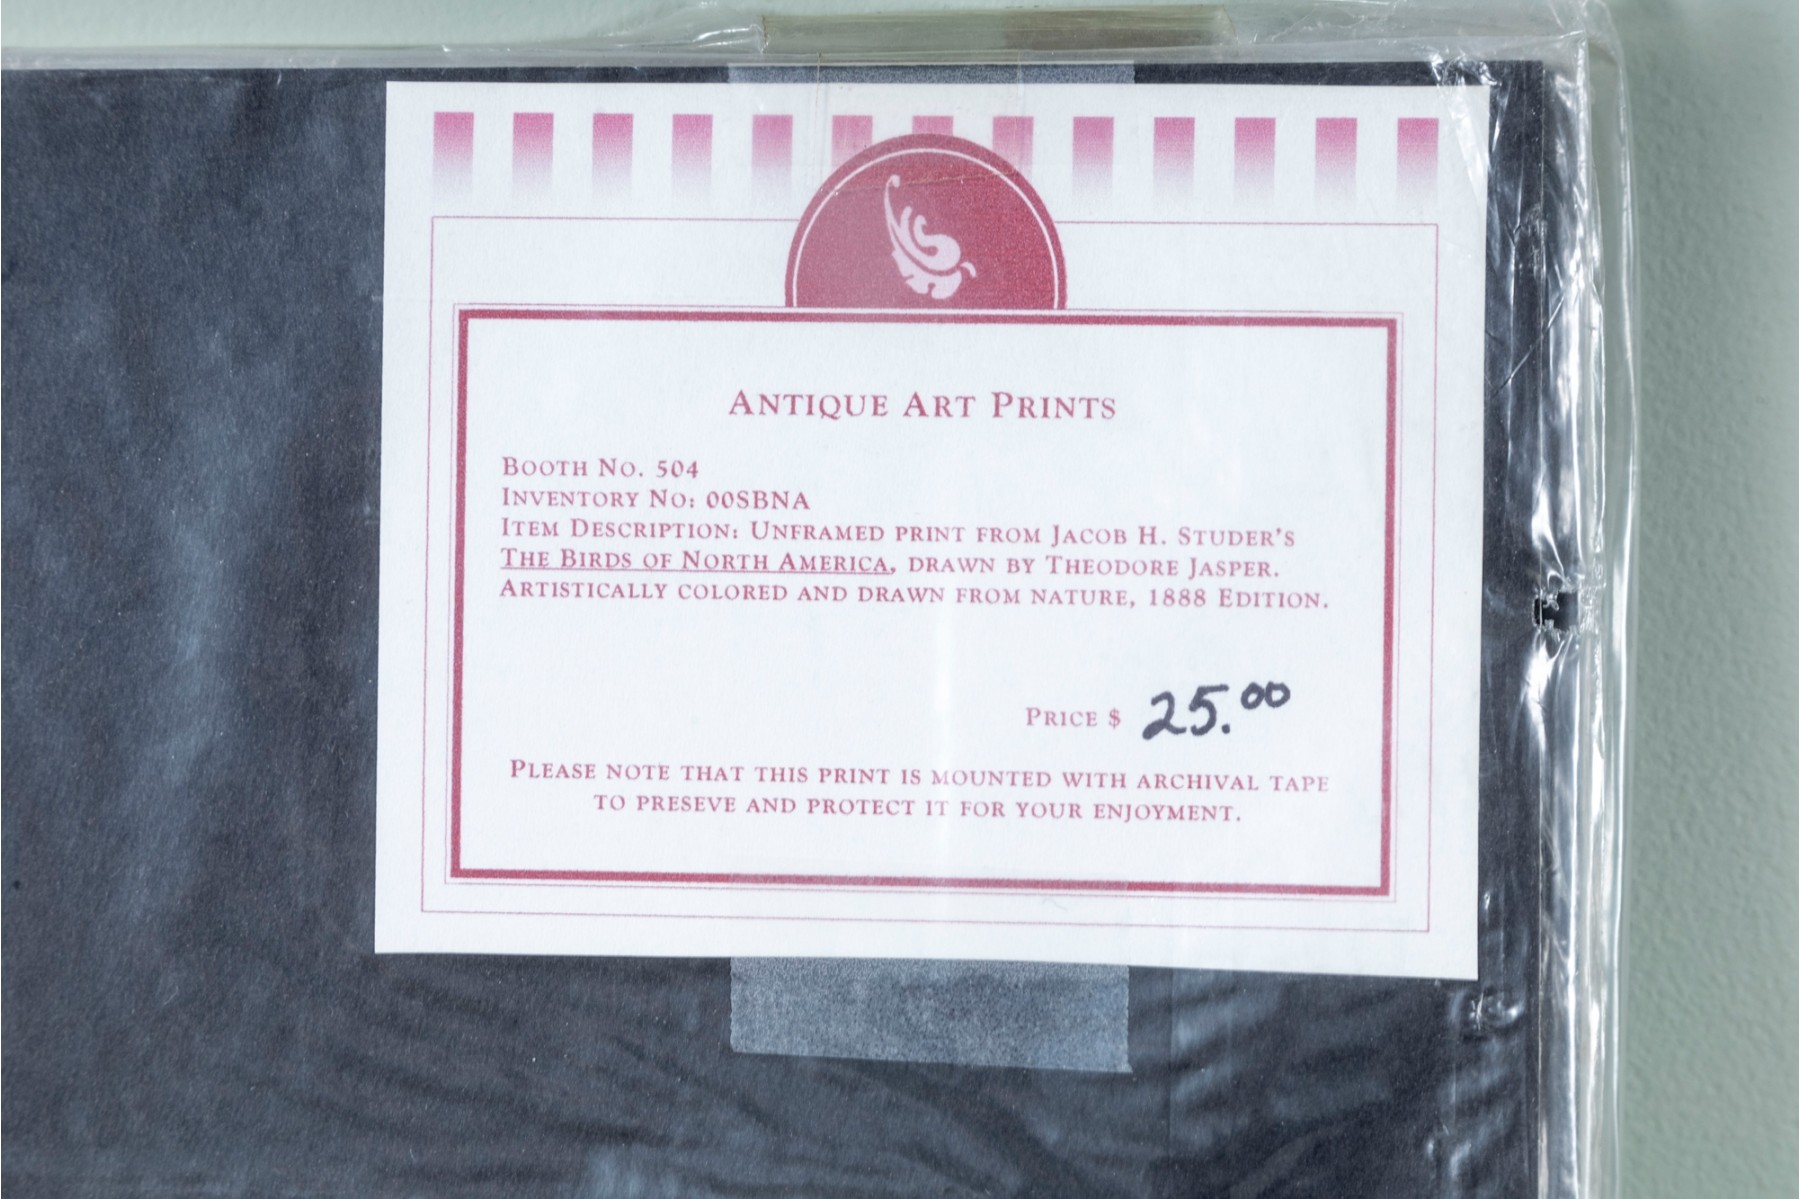 ANTIQUE ART PRINTS
BOOTH NO. 504
INVENTORY NO: 00SBNA
ITEM DESCRIPTION: UNFRAMED PRINT FROM JACOB H. STUDER'S
THE BIRDS OF NORTH AMERICA, DRAWN BY THEODORE JASPER.
ARTISTICALLY COLORED AND DRAWN FROM NATURE, 1888 EDITION.
PRICE $ 25.00
PLEASE NOTE THAT THIS PRINT IS MOUNTED WITH ARCHIVAL TAPE
TO PRESEVE AND PROTECT IT FOR YOUR ENJOYMENT.